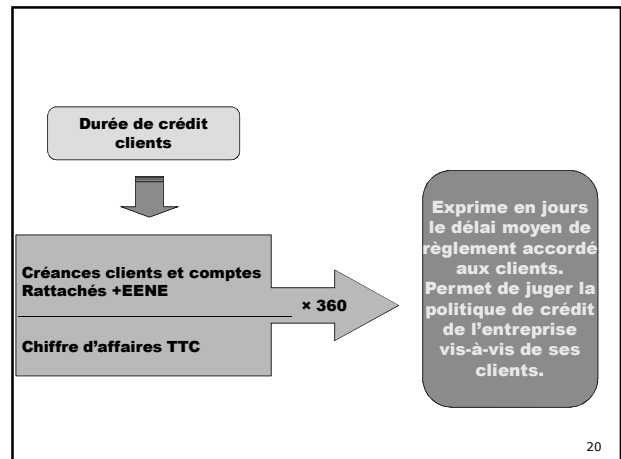 Durée de crédit
clients
Créances clients et comptes
Rattachés +EENE
× 360
Chiffre d’affaires TTC
Exprime en jours
le délai moyen de
règlement accordé
aux clients.
Permet de juger la
politique de crédit
de l’entreprise
vis-à-vis de ses
clients.
20